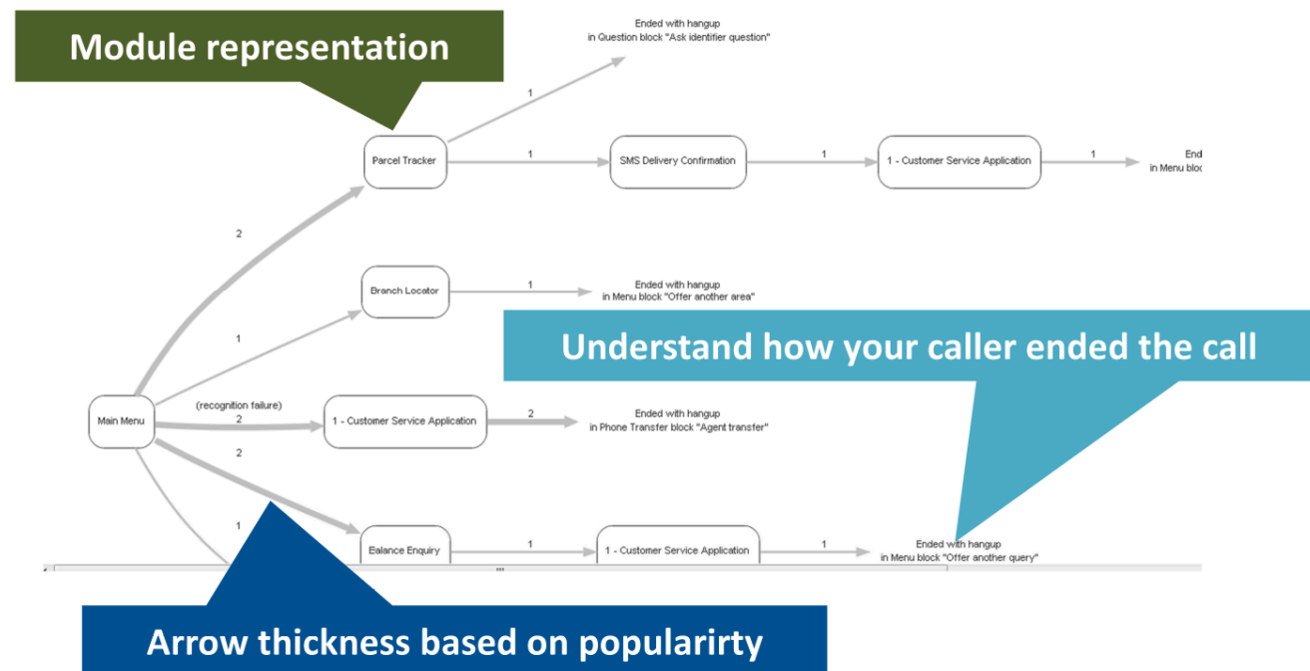 Module representation
Ended with hangup
in Question block "Ask identifier question"
1
Parcel Tracker
1
SMS Delivery Confirmation
1
1 - Customer Service Application
1
End
in Menu bloc
2
Branch Locator
1
Ended with hangup
in Menu block "Offer another area"
1
Understand how your caller ended the call
Main Menu
(recognition failure)
2
1 - Customer Service Application
2
Ended with hangup
in Phone Transfer block "Agent transfer"
2
1
Balance Enquiry
1
1 - Customer Service Application
1
Ended with hangup
in Menu block "Offer another query"
Arrow thickness based on popularirty